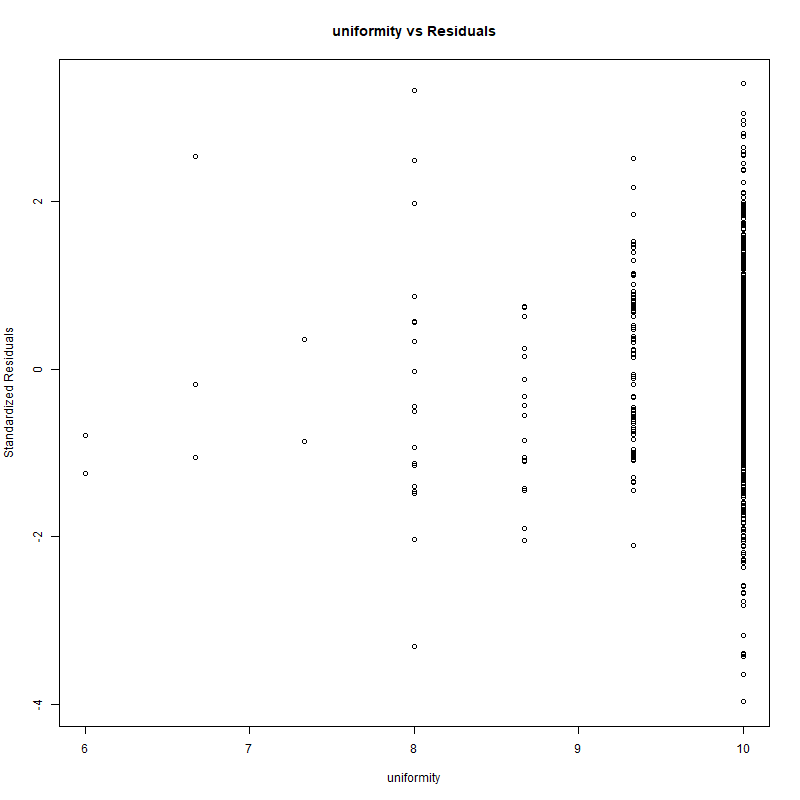 uniformity vs Residuals
Standardized Residuals
2
0
-2
-4
6 7 8 9 10
uniformity